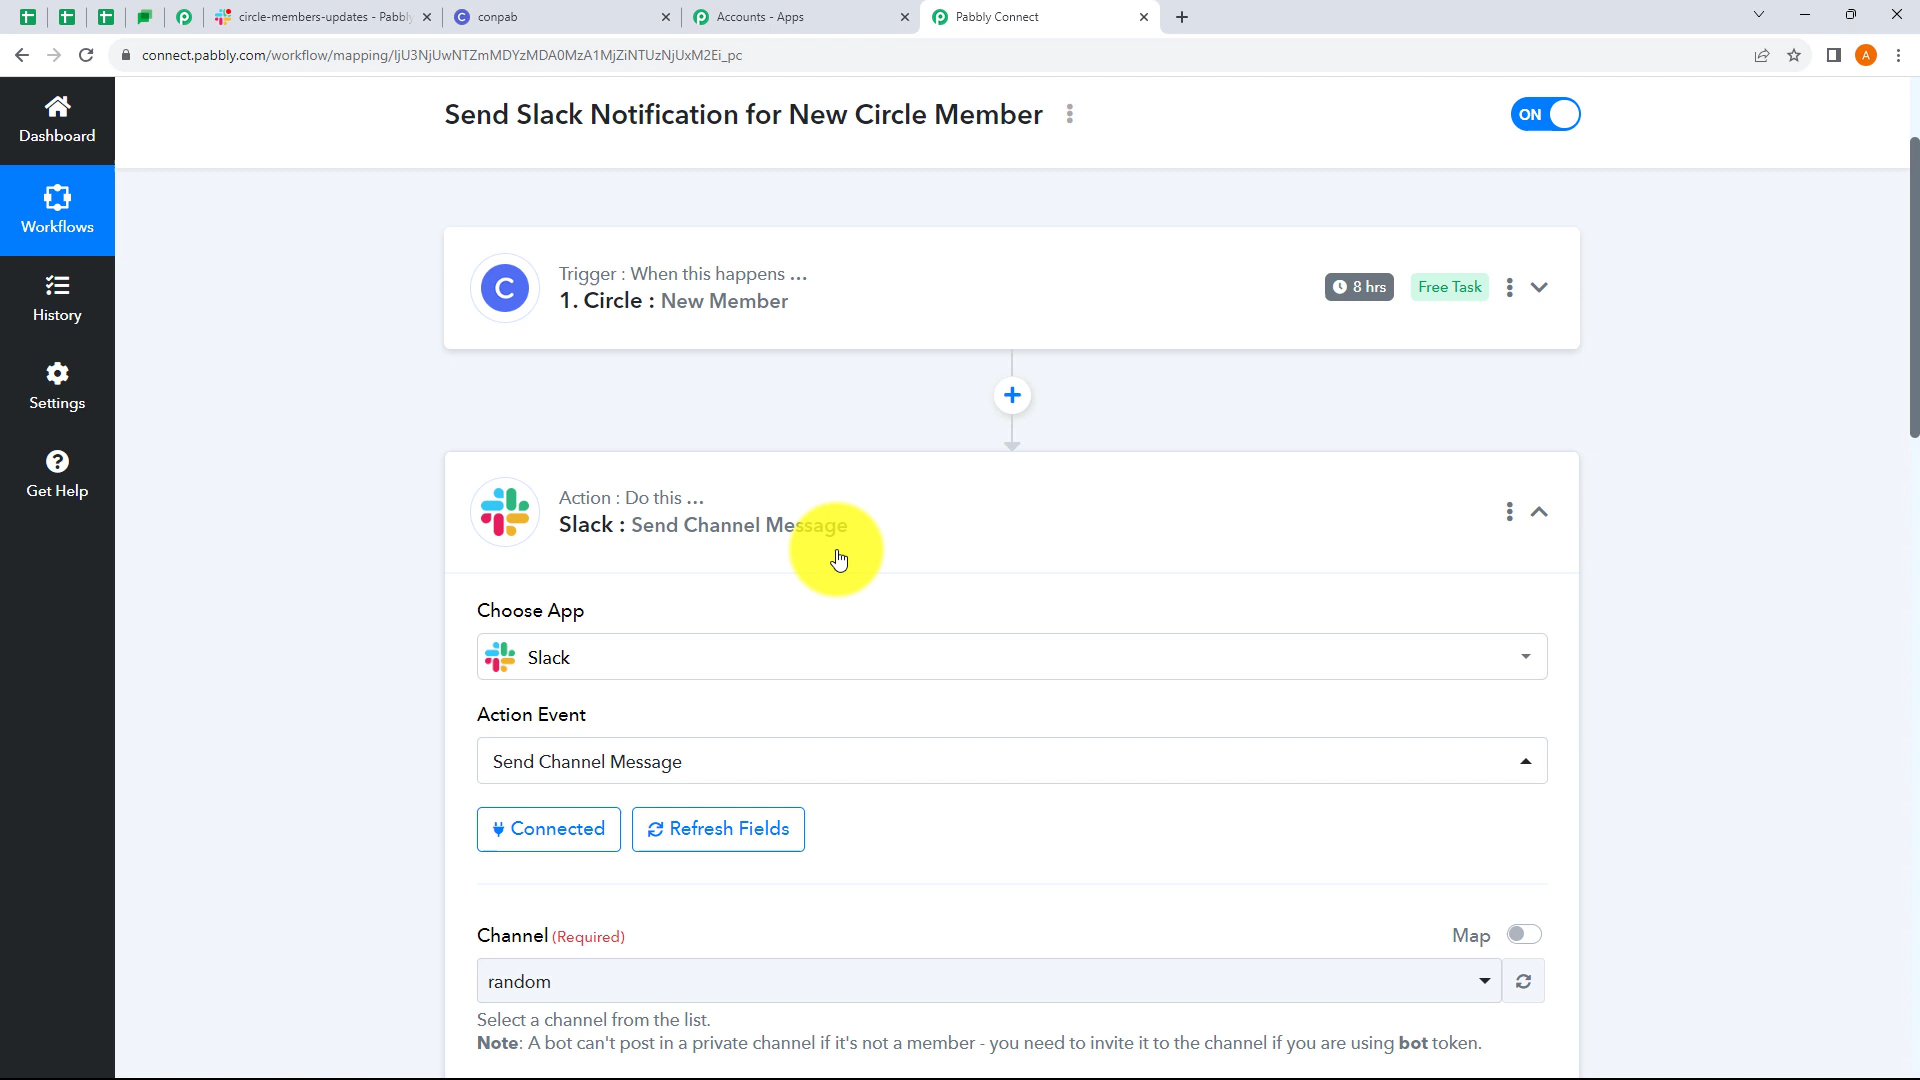 circle-members-updates - Pabbly
conpab
Accounts - Apps
Pabbly Connect
connect.pabbly.com/workflow/mapping/IjU3NjUwNTZmMDYzMDA0MzA1MjZiNTUzNjUxM2Ei_pc
A
Dashboard
Workflows
History
Settings
Get Help
Send Slack Notification for New Circle Member
ON
C
Trigger : When this happens ...
1. Circle : New Member
8 hrs
Free Task
Action : Do this ...
Slack : Send Channel Message
Choose App
Slack
Action Event
Send Channel Message
Connected
Refresh Fields
Channel (Required)
Map
random
Select a channel from the list.
Note: A bot can't post in a private channel if it's not a member - you need to invite it to the channel if you are using bot token.